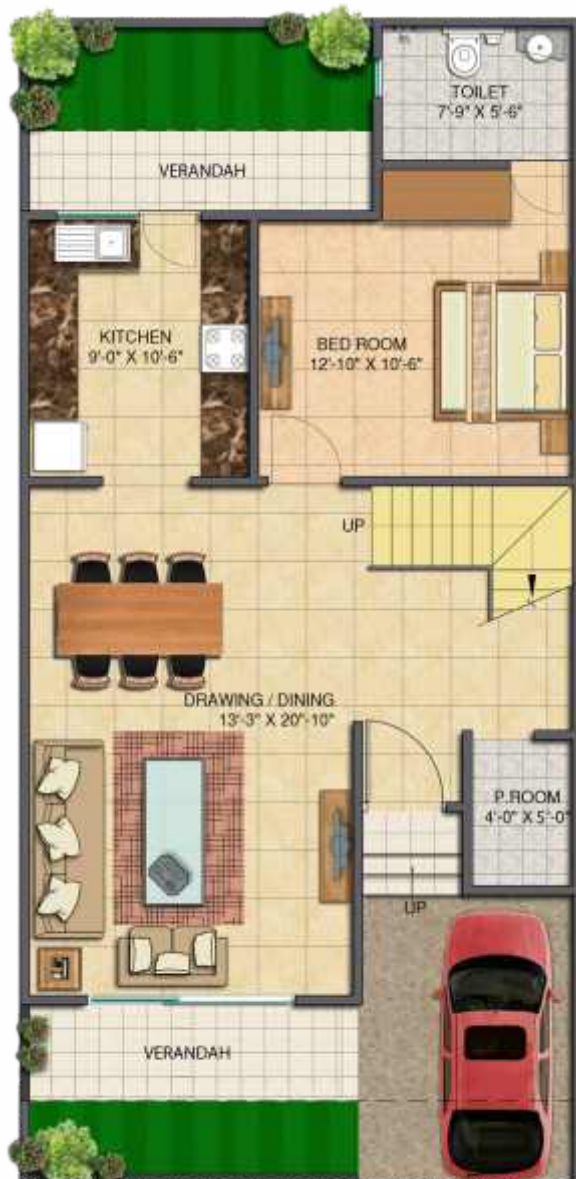 TOILET
7'-9" X 5'-6"
VERANDAH
KITCHEN
9'-0" X 10'-6"
BED ROOM
12'-10" X 10'-6"
UP
DRAWING / DINING
13'-3" X 20"-10"
P.ROOM
4'-0" X 5'-0"
UP
VERANDAH